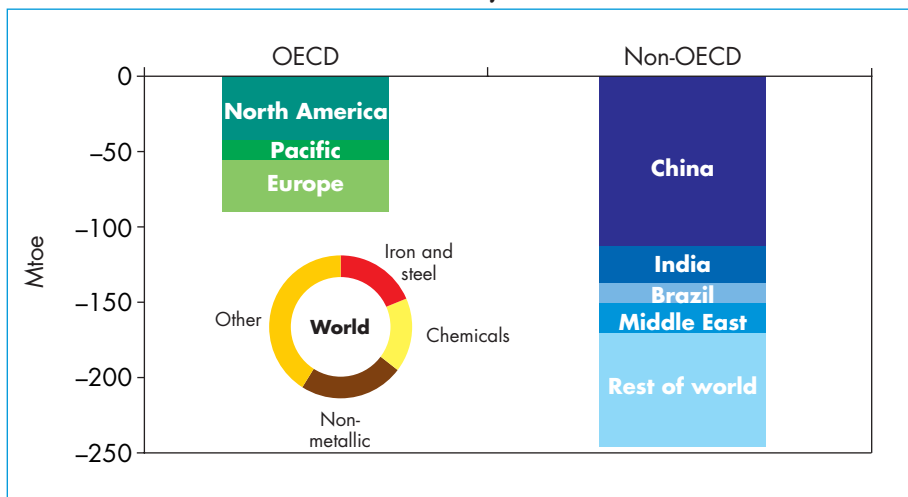 OECD
Non-OECD
0
–50
–100
–150
–200
–250
Mtoe
North America
Pacific
Europe
China
India
Brazil
Middle East
Rest of world
World
Iron and
steel
Chemicals
Non-
metallic
Other